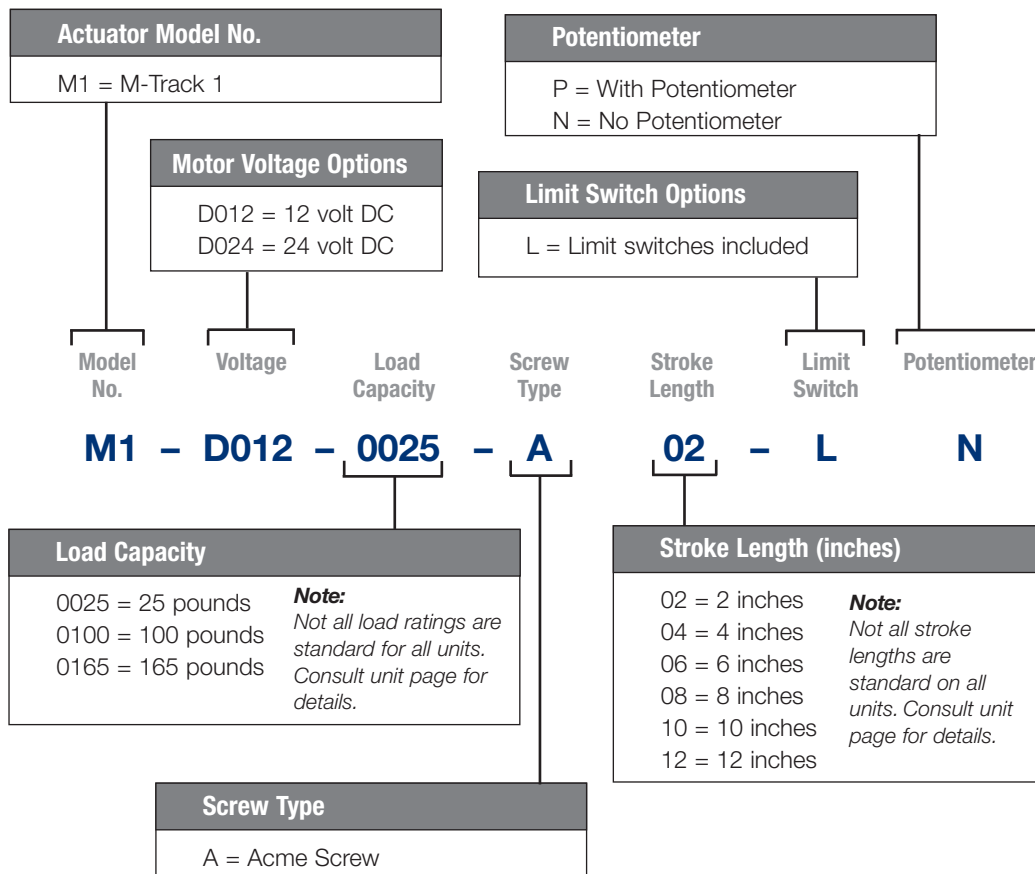 Actuator Model No.
M1 = M-Track 1
Potentiometer
P = With Potentiometer
N = No Potentiometer
Motor Voltage Options
D012 = 12 volt DC
D024 = 24 volt DC
Limit Switch Options
L = Limit switches included
Model No.
Voltage
Load Capacity
Screw Type
Stroke Length
Limit Switch
Potentiometer
M1 – D012 – 0025 – A 02 – L N
Load Capacity
0025 = 25 pounds
0100 = 100 pounds
0165 = 165 pounds
Note:
Not all load ratings are
standard for all units.
Consult unit page for
details.
Stroke Length (inches)
02 = 2 inches
04 = 4 inches
06 = 6 inches
08 = 8 inches
10 = 10 inches
12 = 12 inches
Note:
Not all stroke
lengths are
standard on all
units. Consult unit
page for details.
Screw Type
A = Acme Screw